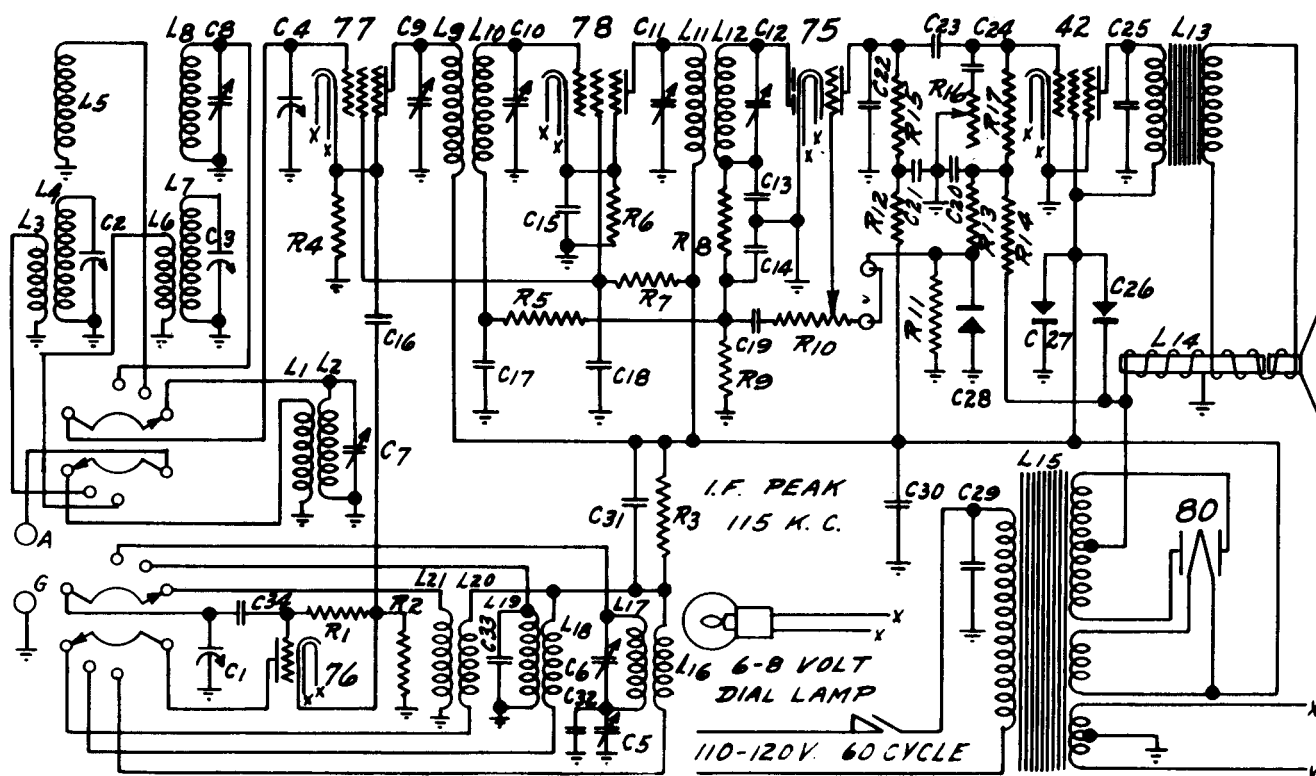 L8 C8 C4 77 C9 L9 L10 C10 78 C11 L11 L12 C12 75 C23 C24 42 C25 L13
L5
C22 R15 R16 R17
X
X
X
X
X
X
L7
L4
L3 C2 L6 C3
R4 C15 R6 R8 C13 R12 C21 C20 R13 R14
C14
R7
R5
C16 C19 R10 R11 C27 C26
L14
C17 C18 R9 C28
L1 L2
C7
L15
I.F. PEAK
115 K.C.
C31 R3 C30 C29 80
A
G
C34 R1 R2 L21 L20 L19 L18 L17
C33
C1 76 C6 L16
X
X
X
X
6-8 VOLT
DIAL LAMP
C32 C5
110-120V. 60 CYCLE
X
X